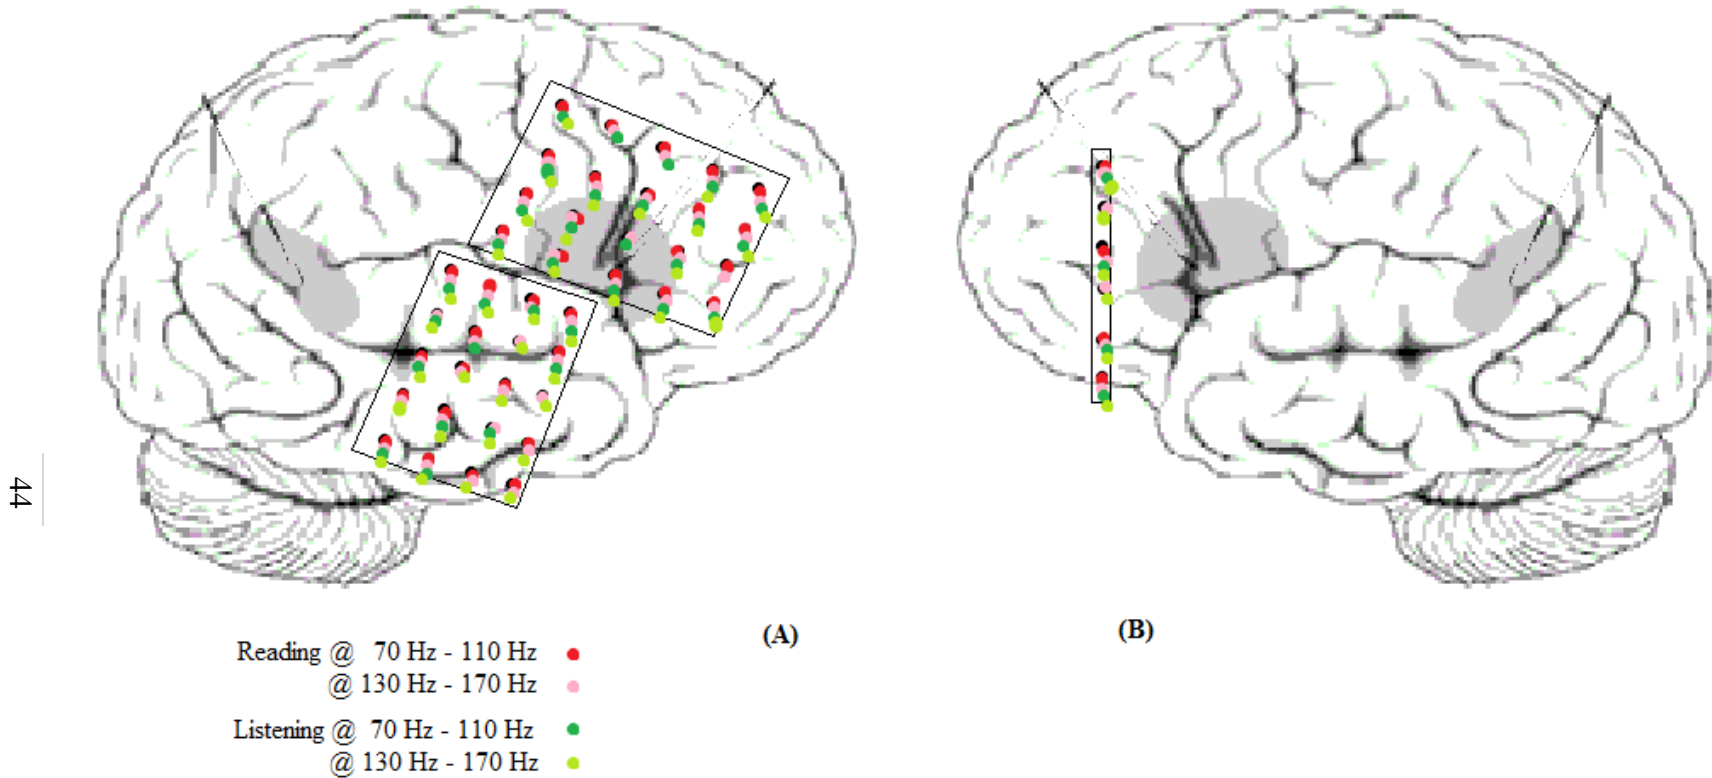 44
(A)
(B)
Reading @ 70 Hz - 110 Hz
@ 130 Hz - 170 Hz
Listening @ 70 Hz - 110 Hz
@ 130 Hz - 170 Hz